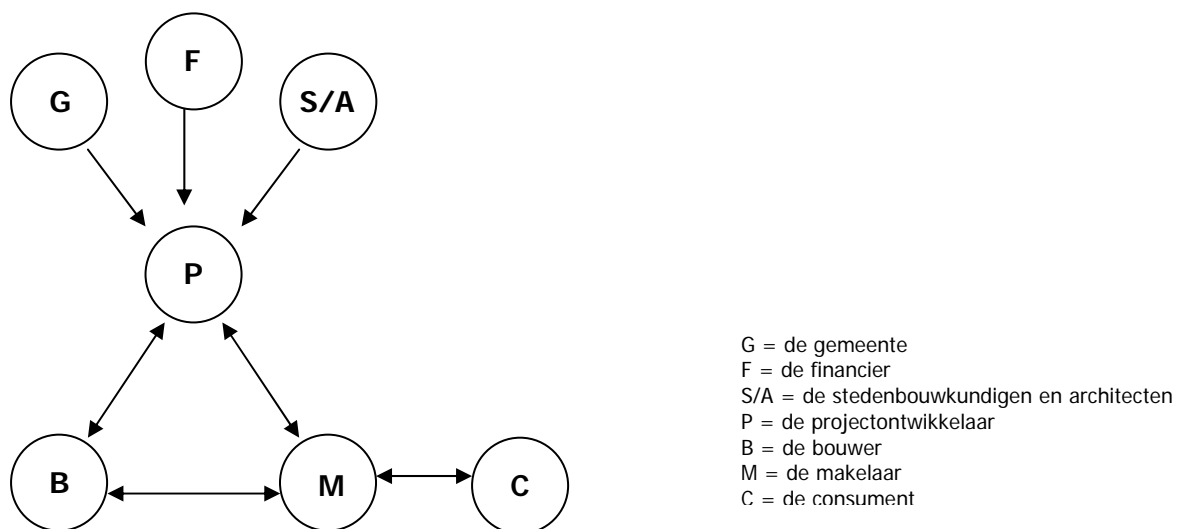 F
G
S/A
P
B
M
C
G = de gemeente
F = de financier
S/A = de stedenbouwkundigen en architecten
P = de projectontwikkelaar
B = de bouwer
M = de makelaar
C = de consument